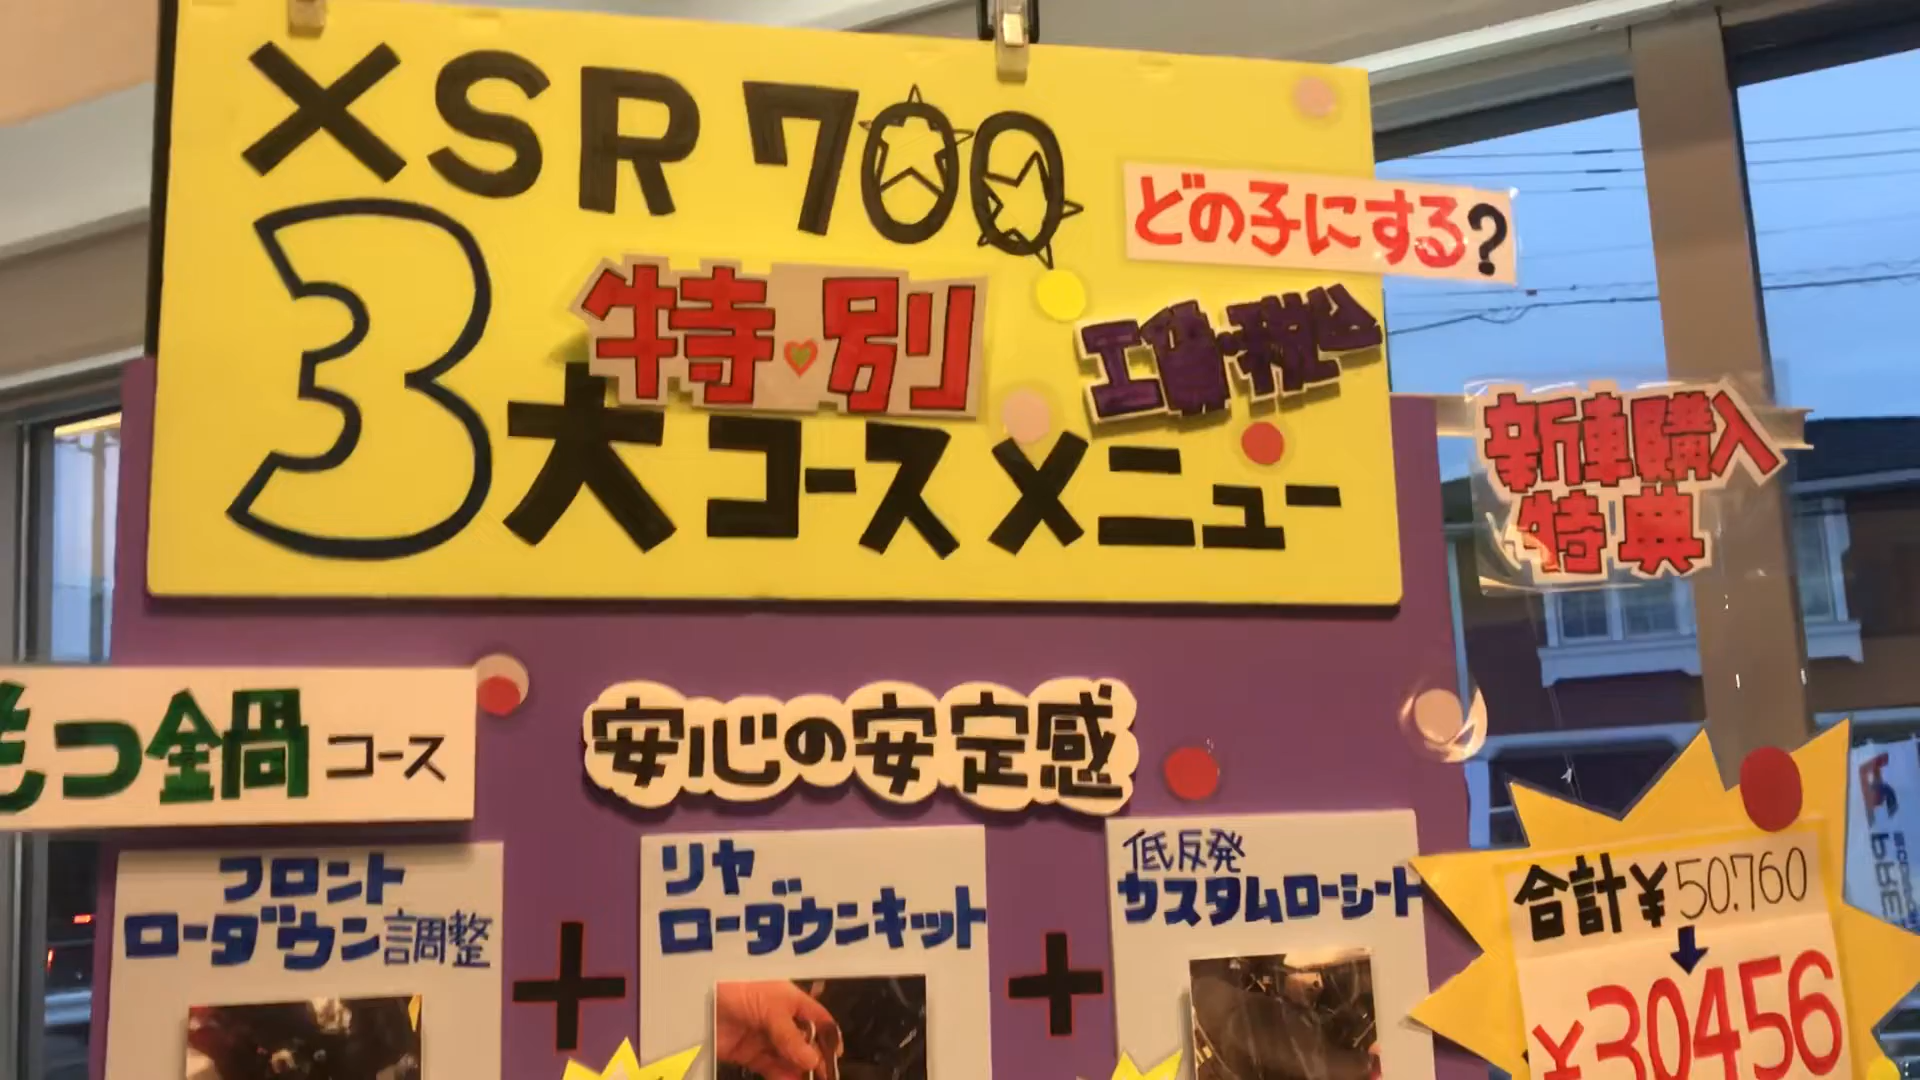 XSR700
どの子にする?
3大
特別
工賃・税込
コースメニュー
新車購入
特典
もつ鍋コース
安心の安定感
フロント
ローダウン調整
+
リヤ
ローダウンキット
+
低反発
カスタムローシート
合計¥50.760
¥30456